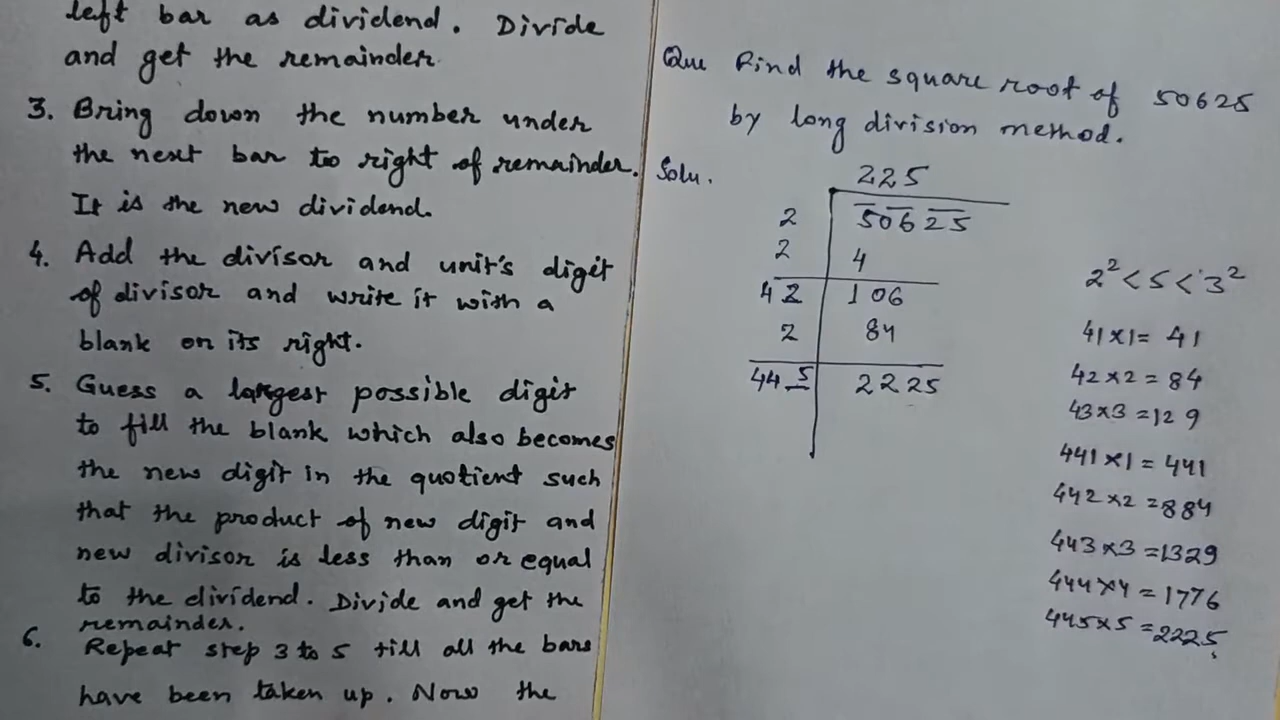 left bar as dividend. Divide
and get the remainder
3. Bring down the number under
the next bar to right of remainder.
It is the new dividend.
4. Add the divisor and unit's digit
of divisor and write it with a
blank on its right.
5. Guess a largest possible digit
to fill the blank which also becomes
the new digit in the quotient such
that the product of new digit and
new divisor is less than or equal
to the dividend. Divide and get the
remainder.
6. Repeat step 3 to 5 till all the bars
have been taken up. Now the
Que Find the square root of 50625
by long division method.
Solu.
225
2 50625
2 4
42 106
2 84
445 2225
2² < 5 < 3²
41×1= 41
42×2 = 84
43×3 =129
441×1 = 441
442×2 =884
443×3 =1329
444×4 = 1776
445×5 =2225